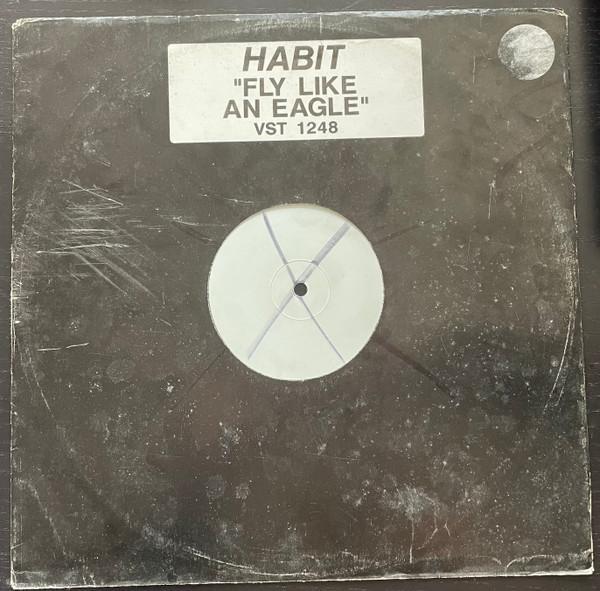 HABIT
"FLY LIKE
AN EAGLE"
VST 1248